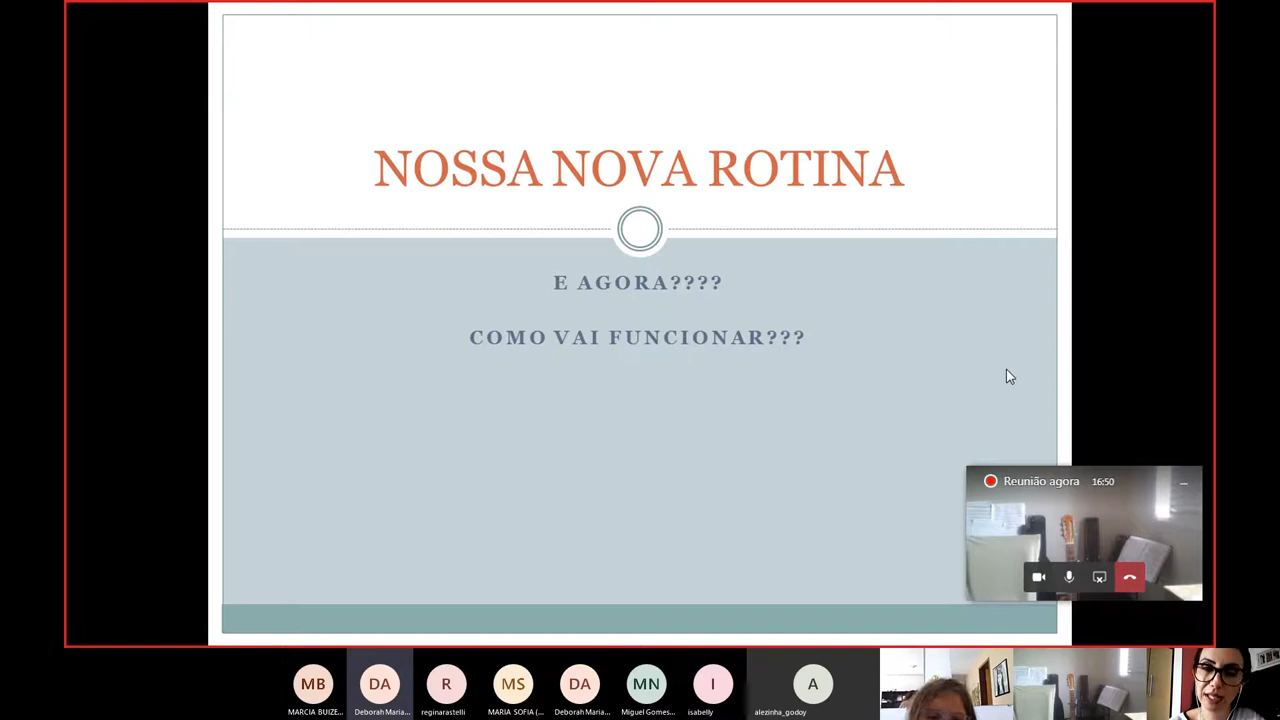 NOSSA NOVA ROTINA
E AGORA????
COMO VAI FUNCIONAR???
Reunião agora 16:50
MB
DA
R
MS
DA
MN
I
A
MARCIA BUIZE...
Deborah Maria...
reginarastelli
MARIA SOFIA (...
Deborah Maria...
Miguel Gomes...
isabelly
alezinha_godoy